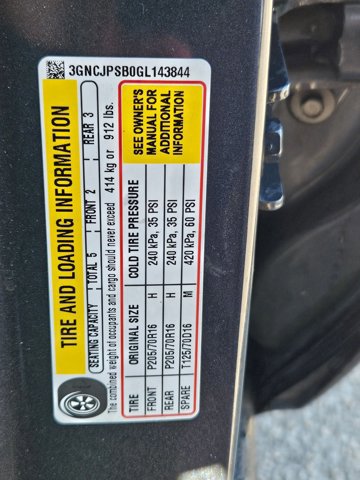 3GNCJPSB0GL143844
TIRE AND LOADING INFORMATION
SEATING CAPACITY TOTAL 5 FRONT 2 REAR 3
The combined weight of occupants and cargo should never exceed 414 kg or 912 lbs.
TIRE ORIGINAL SIZE COLD TIRE PRESSURE
FRONT P205/70R16 H 240 kPa, 35 PSI
REAR P205/70R16 H 240 kPa, 35 PSI
SPARE T125/70D16 M 420 kPa, 60 PSI
SEE OWNER'S
MANUAL FOR
ADDITIONAL
INFORMATION